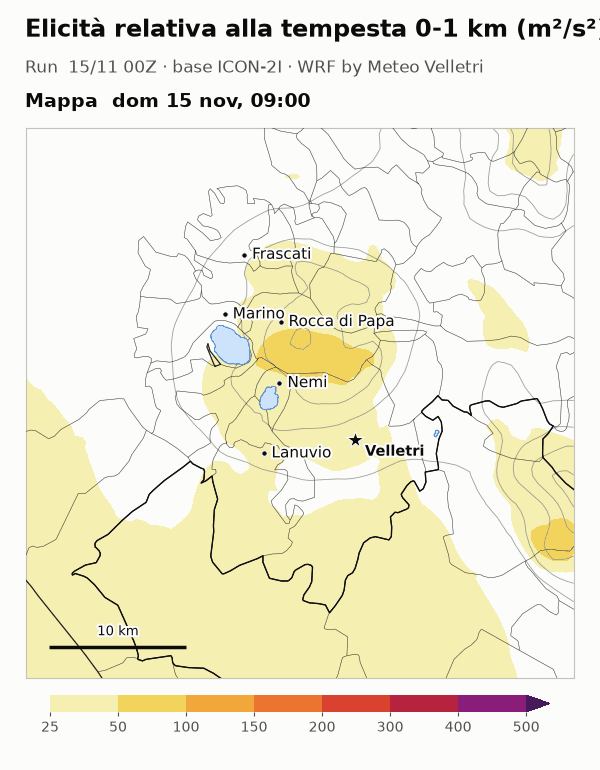 Elicità relativa alla tempesta 0-1 km (m²/s²)
Run  15/11 00Z · base ICON-2I · WRF by Meteo Velletri
Mappa  dom 15 nov, 09:00
Frascati
Marino
Rocca di Papa
Nemi
Lanuvio
Velletri
10 km
25 50 100 150 200 300 400 500